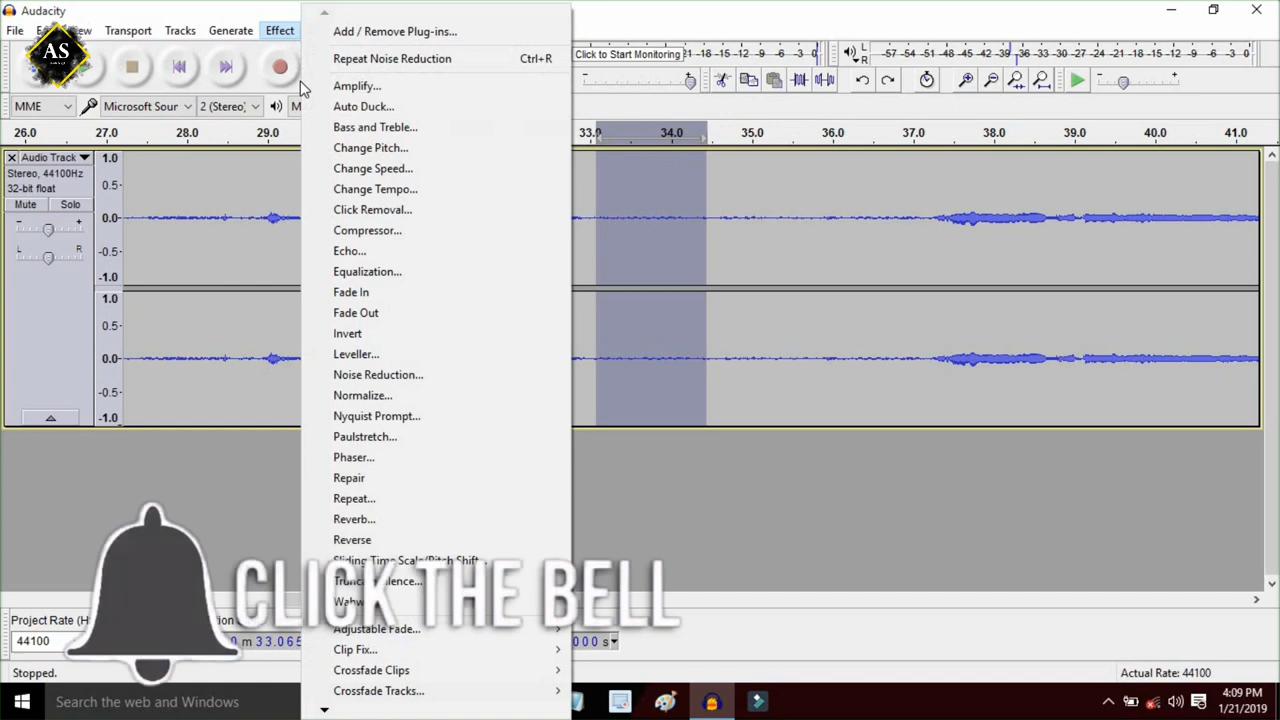 Audacity
File
View
Transport
Tracks
Generate
Effect
AS
Add / Remove Plug-ins...
Repeat Noise Reduction Ctrl+R
Amplify...
Auto Duck...
Bass and Treble...
Change Pitch...
Change Speed...
Change Tempo...
Click Removal...
Compressor...
Echo...
Equalization...
Fade In
Fade Out
Invert
Leveller...
Noise Reduction...
Normalize...
Nyquist Prompt...
Paulstretch...
Phaser...
Repair
Repeat...
Reverb...
Reverse
Sliding Time Scale/Pitch Shift...
Truncate Silence...
Adjustable Fade...
Clip Fix...
Crossfade Clips
Crossfade Tracks...
Click to Start Monitoring -18 -15 -12 -9 -6 -3 0
L
R
-57 -54 -51 -48 -45 -42 -39 -36 -33 -30 -27 -24 -21 -18 -15 -12 -9 -6 -3 0
MME Microsoft Soun 2 (Stereo)
26.0 27.0 28.0 29.0 33.0 34.0 35.0 36.0 37.0 38.0 39.0 40.0 41.0
Audio Track
Stereo, 44100Hz
32-bit float
Mute Solo
- +
L R
1.0
0.5
0.0
-0.5
-1.0
1.0
0.5
0.0
-0.5
-1.0
CLICK THE BELL
Project Rate (H
44100
m 33.065
000 s
Stopped.
Actual Rate: 44100
Search the web and Windows
4:09 PM
1/21/2019